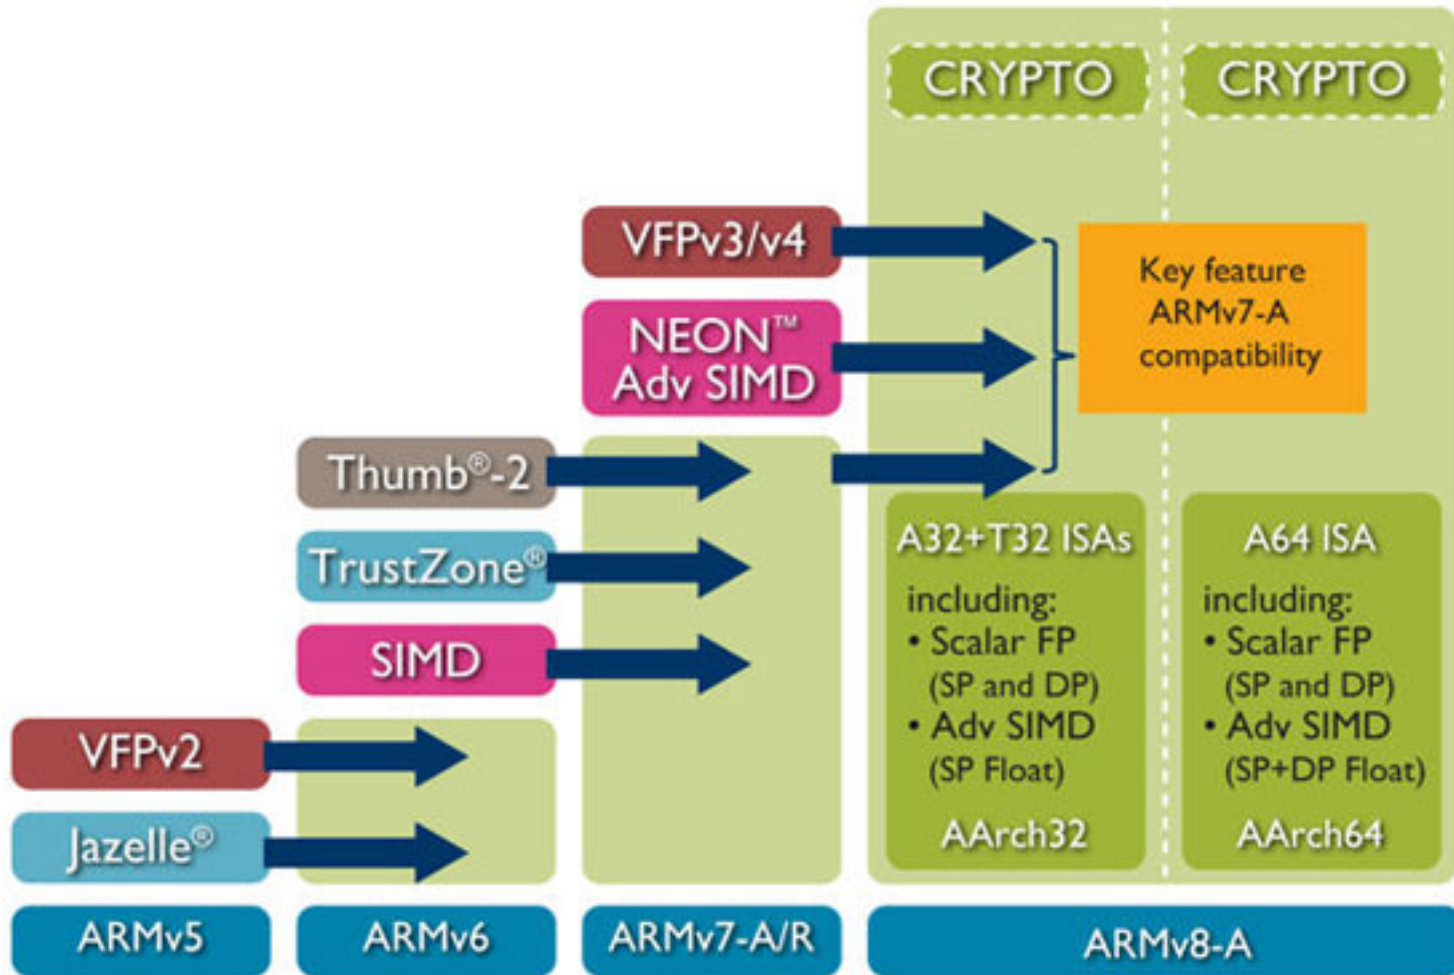 CRYPTO
CRYPTO
VFPv3/v4
Key feature
ARMv7-A
compatibility
NEON™
Adv SIMD
Thumb®-2
TrustZone®
SIMD
A32+T32 ISAs
including:
• Scalar FP
(SP and DP)
• Adv SIMD
(SP Float)
AArch32
A64 ISA
including:
• Scalar FP
(SP and DP)
• Adv SIMD
(SP+DP Float)
AArch64
VFPv2
Jazelle®
ARMv5
ARMv6
ARMv7-A/R
ARMv8-A